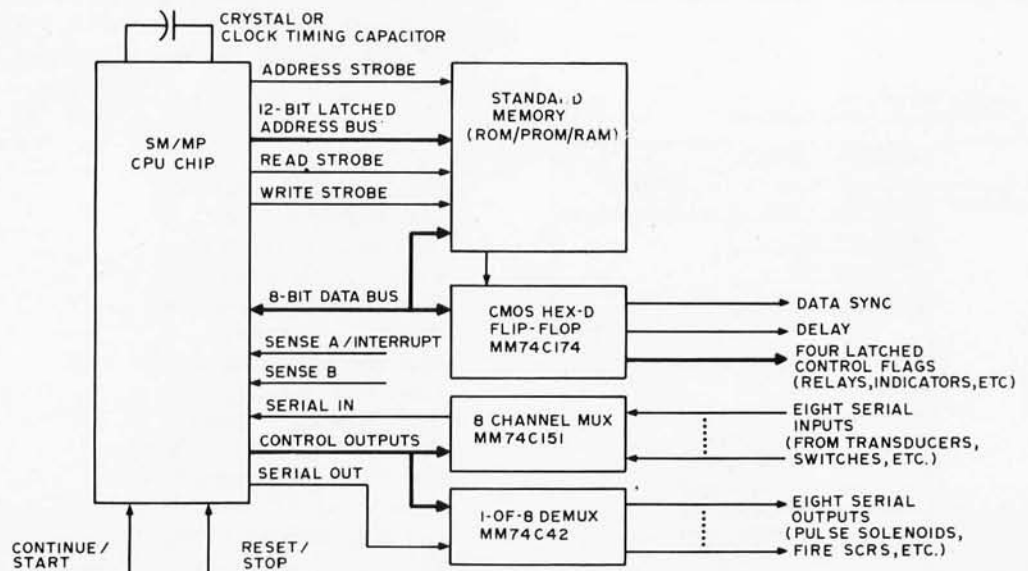 CRYSTAL OR
CLOCK TIMING CAPACITOR
SM/MP
CPU CHIP
ADDRESS STROBE
12-BIT LATCHED
ADDRESS BUS
READ STROBE
WRITE STROBE
STANDARD
MEMORY
(ROM/PROM/RAM)
8-BIT DATA BUS
SENSE A/INTERRUPT
SENSE B
SERIAL IN
CONTROL OUTPUTS
SERIAL OUT
CMOS HEX-D
FLIP-FLOP
MM74C174
DATA SYNC
DELAY
FOUR LATCHED
CONTROL FLAGS
(RELAYS,INDICATORS,ETC)
8 CHANNEL MUX
MM74C151
EIGHT SERIAL
INPUTS
(FROM TRANSDUCERS,
SWITCHES,ETC.)
1-OF-8 DEMUX
MM74C42
EIGHT SERIAL
OUTPUTS
(PULSE SOLENOIDS,
FIRE SCRS,ETC.)
CONTINUE/
START
RESET/
STOP